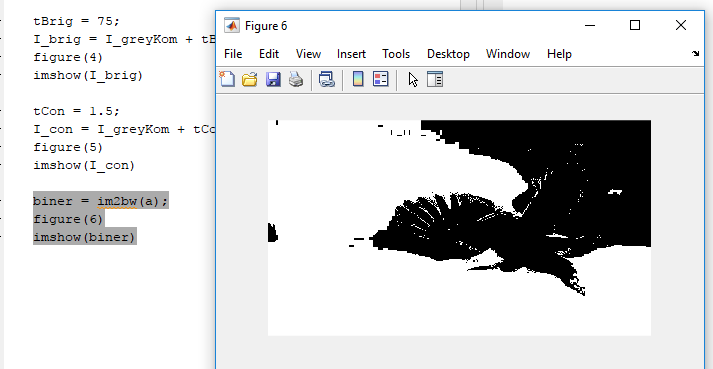 tBrig = 75;
I_brig = I_greyKom + tB
figure(4)
imshow(I_brig)
tCon = 1.5;
I_con = I_greyKom + tCo
figure(5)
imshow(I_con)
biner = im2bw(a);
figure(6)
imshow(biner)
Figure 6
File Edit View Insert Tools Desktop Window Help